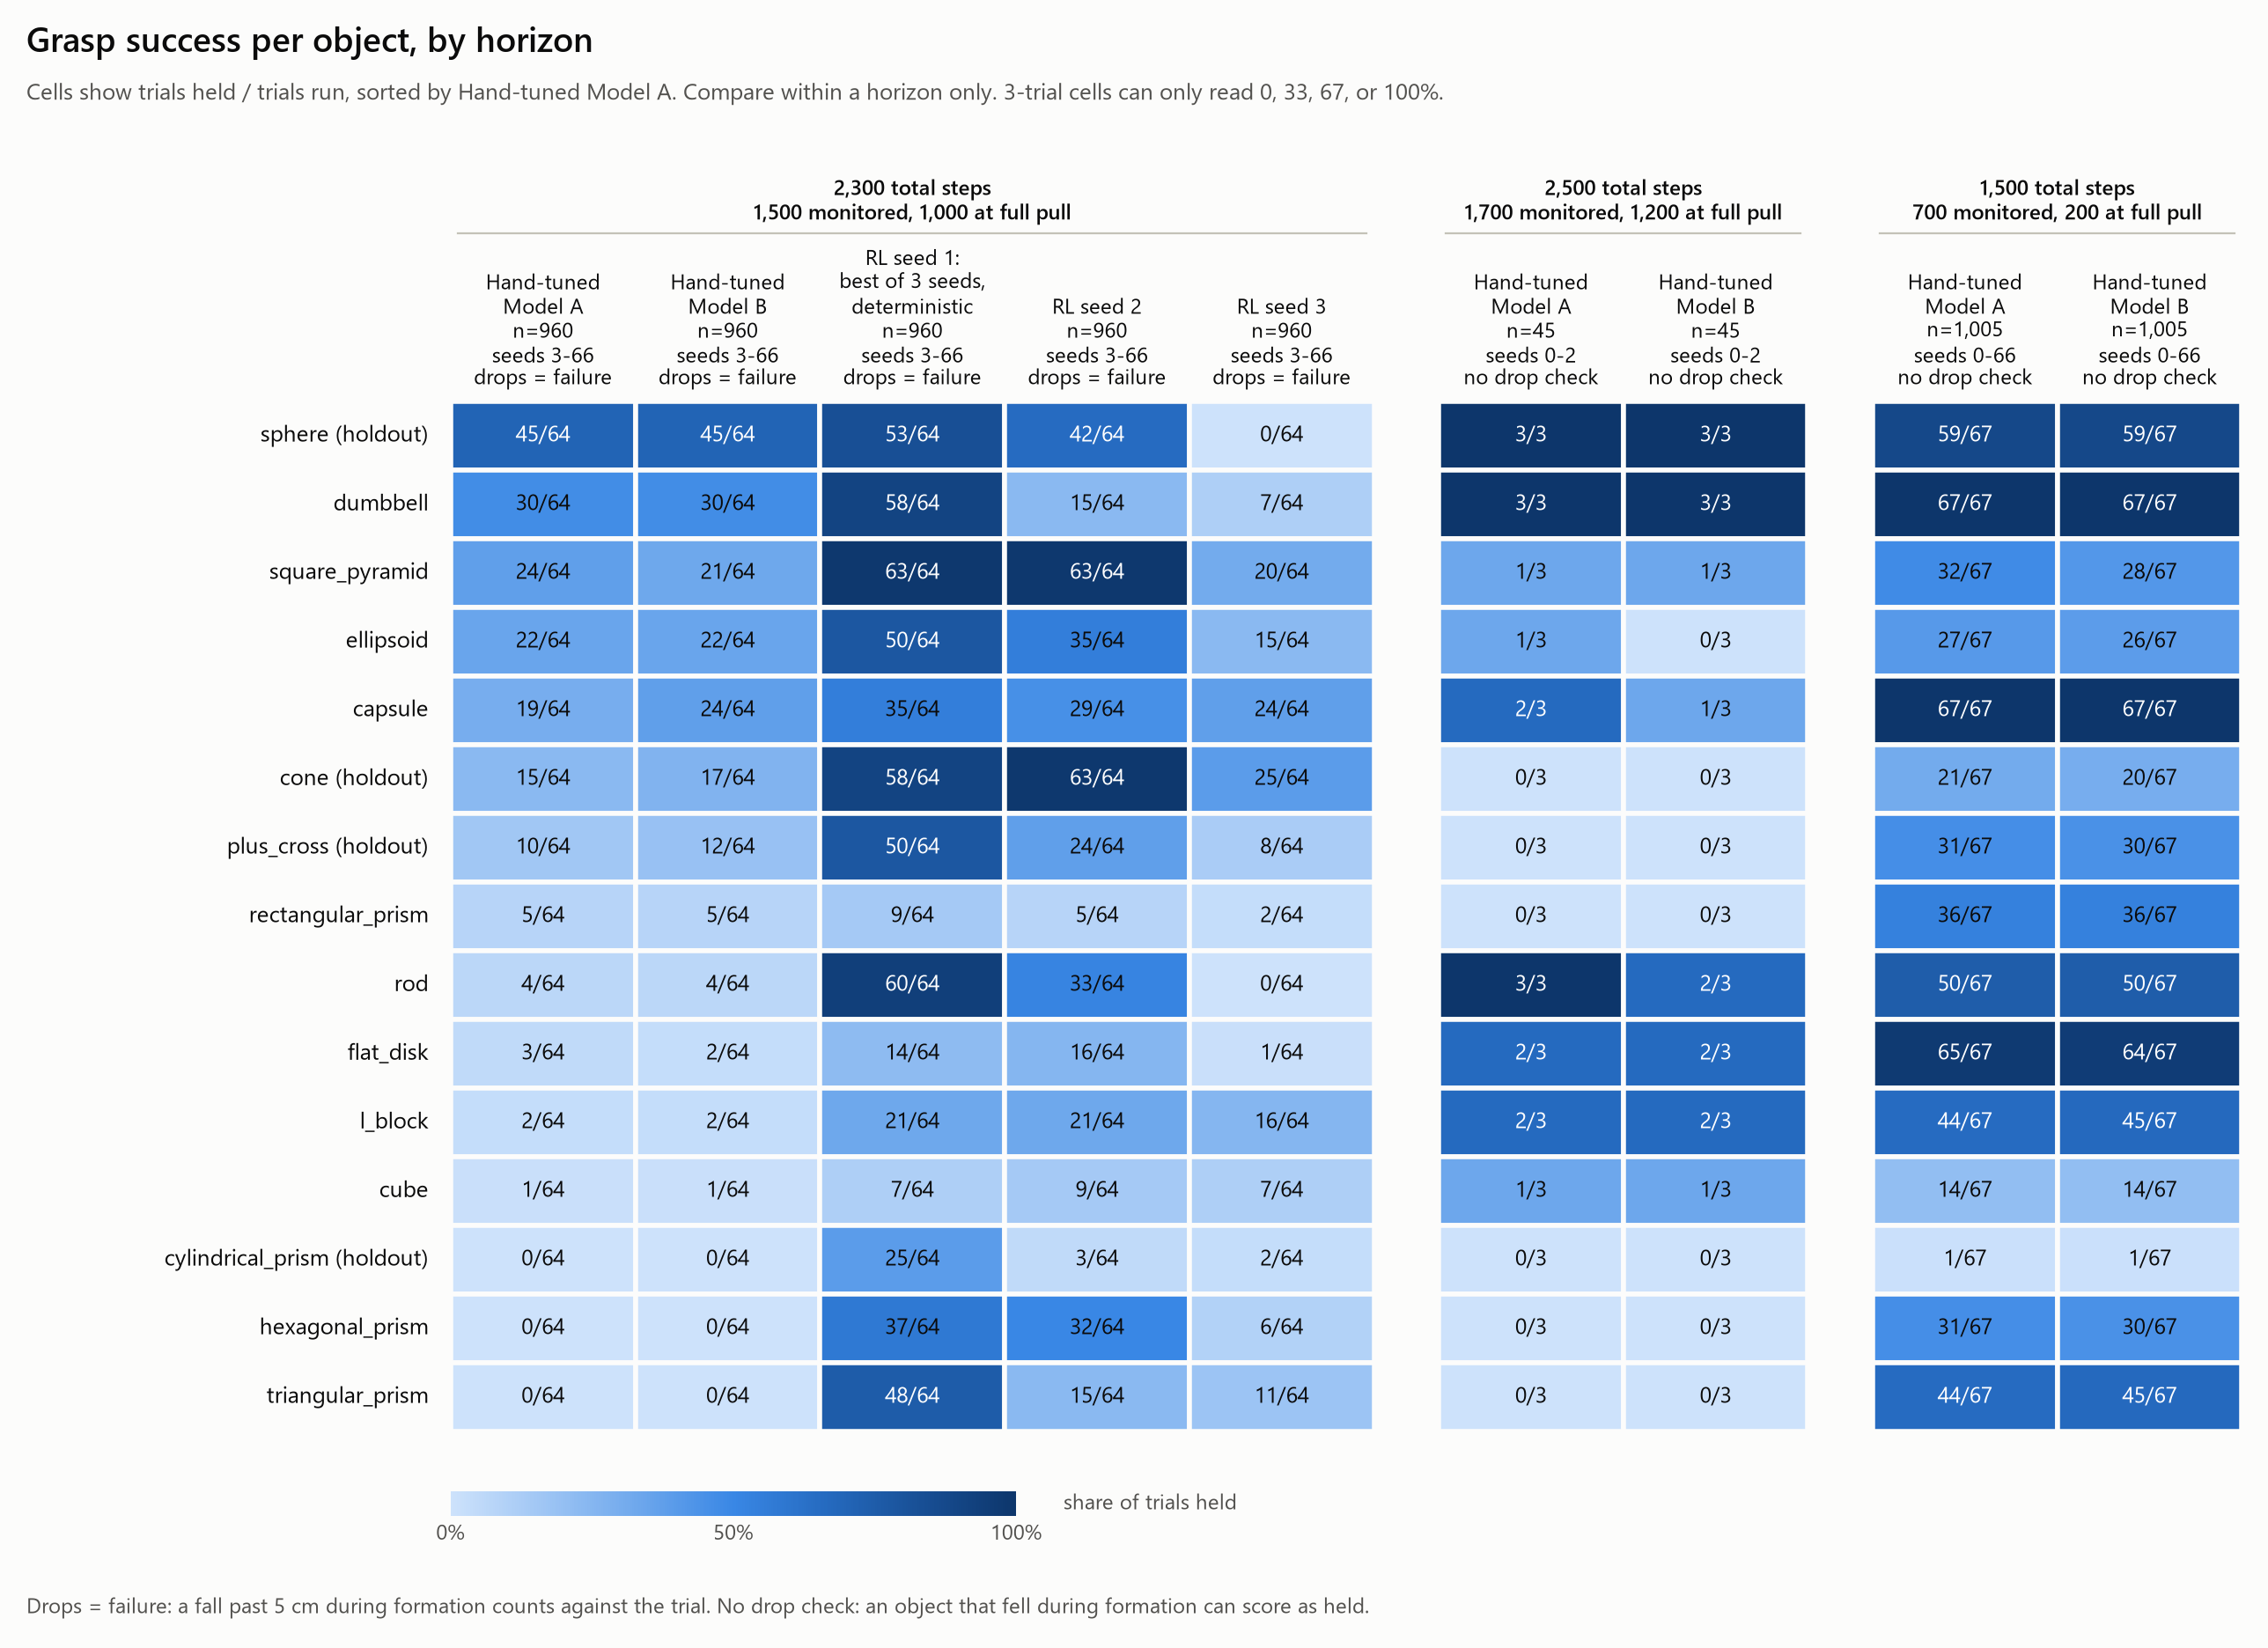 Grasp success per object, by horizon
Cells show trials held / trials run, sorted by Hand-tuned Model A. Compare within a horizon only. 3-trial cells can only read 0, 33, 67, or 100%.
2,300 total steps
1,500 monitored, 1,000 at full pull
2,500 total steps
1,700 monitored, 1,200 at full pull
1,500 total steps
700 monitored, 200 at full pull
Hand-tuned
Model A
n=960
seeds 3-66
drops = failure
Hand-tuned
Model B
n=960
seeds 3-66
drops = failure
RL seed 1:
best of 3 seeds,
deterministic
n=960
seeds 3-66
drops = failure
RL seed 2
n=960
seeds 3-66
drops = failure
RL seed 3
n=960
seeds 3-66
drops = failure
Hand-tuned
Model A
n=45
seeds 0-2
no drop check
Hand-tuned
Model B
n=45
seeds 0-2
no drop check
Hand-tuned
Model A
n=1,005
seeds 0-66
no drop check
Hand-tuned
Model B
n=1,005
seeds 0-66
no drop check
sphere (holdout) 45/64 45/64 53/64 42/64 0/64 3/3 3/3 59/67 59/67
dumbbell 30/64 30/64 58/64 15/64 7/64 3/3 3/3 67/67 67/67
square_pyramid 24/64 21/64 63/64 63/64 20/64 1/3 1/3 32/67 28/67
ellipsoid 22/64 22/64 50/64 35/64 15/64 1/3 0/3 27/67 26/67
capsule 19/64 24/64 35/64 29/64 24/64 2/3 1/3 67/67 67/67
cone (holdout) 15/64 17/64 58/64 63/64 25/64 0/3 0/3 21/67 20/67
plus_cross (holdout) 10/64 12/64 50/64 24/64 8/64 0/3 0/3 31/67 30/67
rectangular_prism 5/64 5/64 9/64 5/64 2/64 0/3 0/3 36/67 36/67
rod 4/64 4/64 60/64 33/64 0/64 3/3 2/3 50/67 50/67
flat_disk 3/64 2/64 14/64 16/64 1/64 2/3 2/3 65/67 64/67
l_block 2/64 2/64 21/64 21/64 16/64 2/3 2/3 44/67 45/67
cube 1/64 1/64 7/64 9/64 7/64 1/3 1/3 14/67 14/67
cylindrical_prism (holdout) 0/64 0/64 25/64 3/64 2/64 0/3 0/3 1/67 1/67
hexagonal_prism 0/64 0/64 37/64 32/64 6/64 0/3 0/3 31/67 30/67
triangular_prism 0/64 0/64 48/64 15/64 11/64 0/3 0/3 44/67 45/67
share of trials held
0% 50% 100%
Drops = failure: a fall past 5 cm during formation counts against the trial. No drop check: an object that fell during formation can score as held.